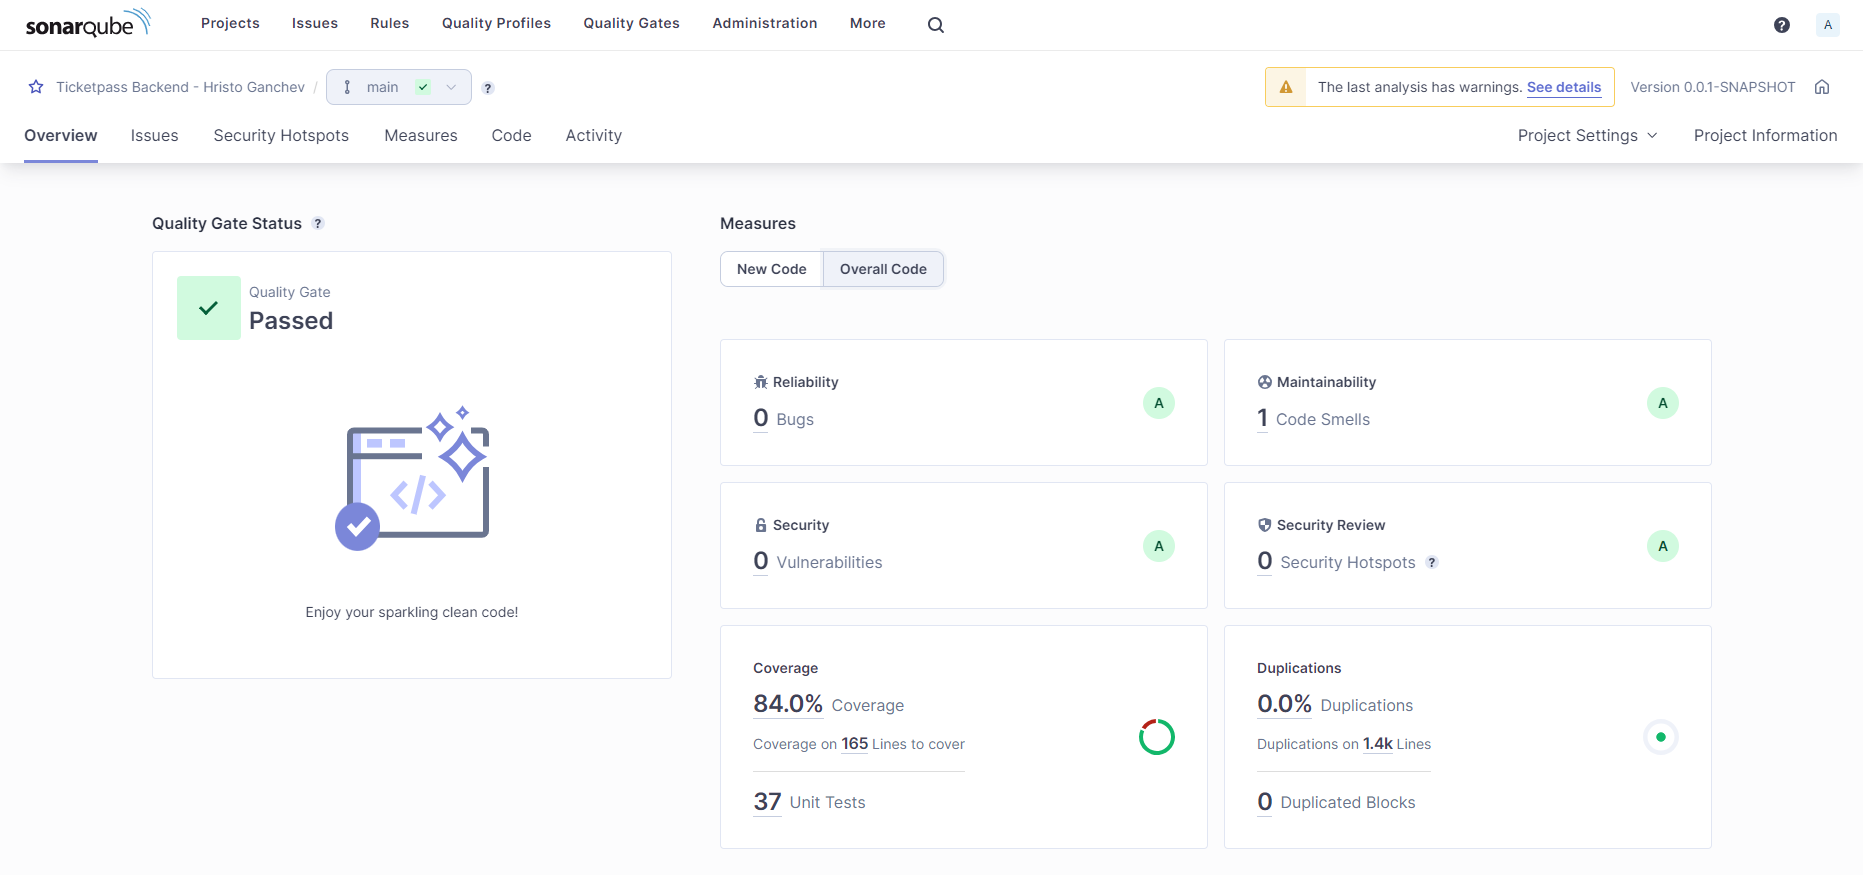 sonarqube Projects Issues Rules Quality Profiles Quality Gates Administration More ? A
Ticketpass Backend - Hristo Ganchev / main ? The last analysis has warnings. See details Version 0.0.1-SNAPSHOT
Overview Issues Security Hotspots Measures Code Activity Project Settings Project Information
Quality Gate Status ?
Quality Gate
Passed
</>
Enjoy your sparkling clean code!
Measures
New Code Overall Code
Reliability
0 Bugs
A
Maintainability
1 Code Smells
A
Security
0 Vulnerabilities
A
Security Review
0 Security Hotspots ?
A
Coverage
84.0% Coverage
Coverage on 165 Lines to cover
37 Unit Tests
Duplications
0.0% Duplications
Duplications on 1.4k Lines
0 Duplicated Blocks